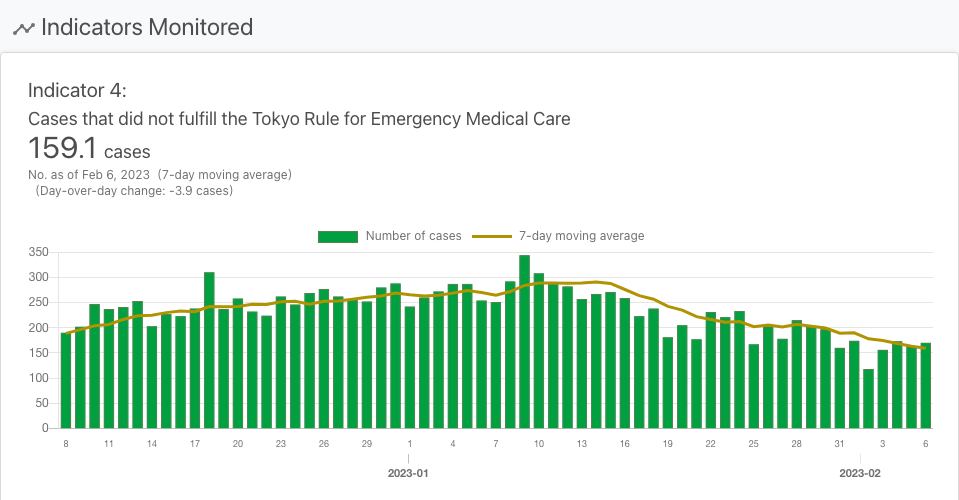 Indicators Monitored
Indicator 4:
Cases that did not fulfill the Tokyo Rule for Emergency Medical Care
159.1 cases
No. as of Feb 6, 2023 (7-day moving average)
(Day-over-day change: -3.9 cases)
Number of cases 7-day moving average
350
300
250
200
150
100
50
0
8 11 14 17 20 23 26 29 1 4 7 10 13 16 19 22 25 28 31 3 6
2023-01 2023-02